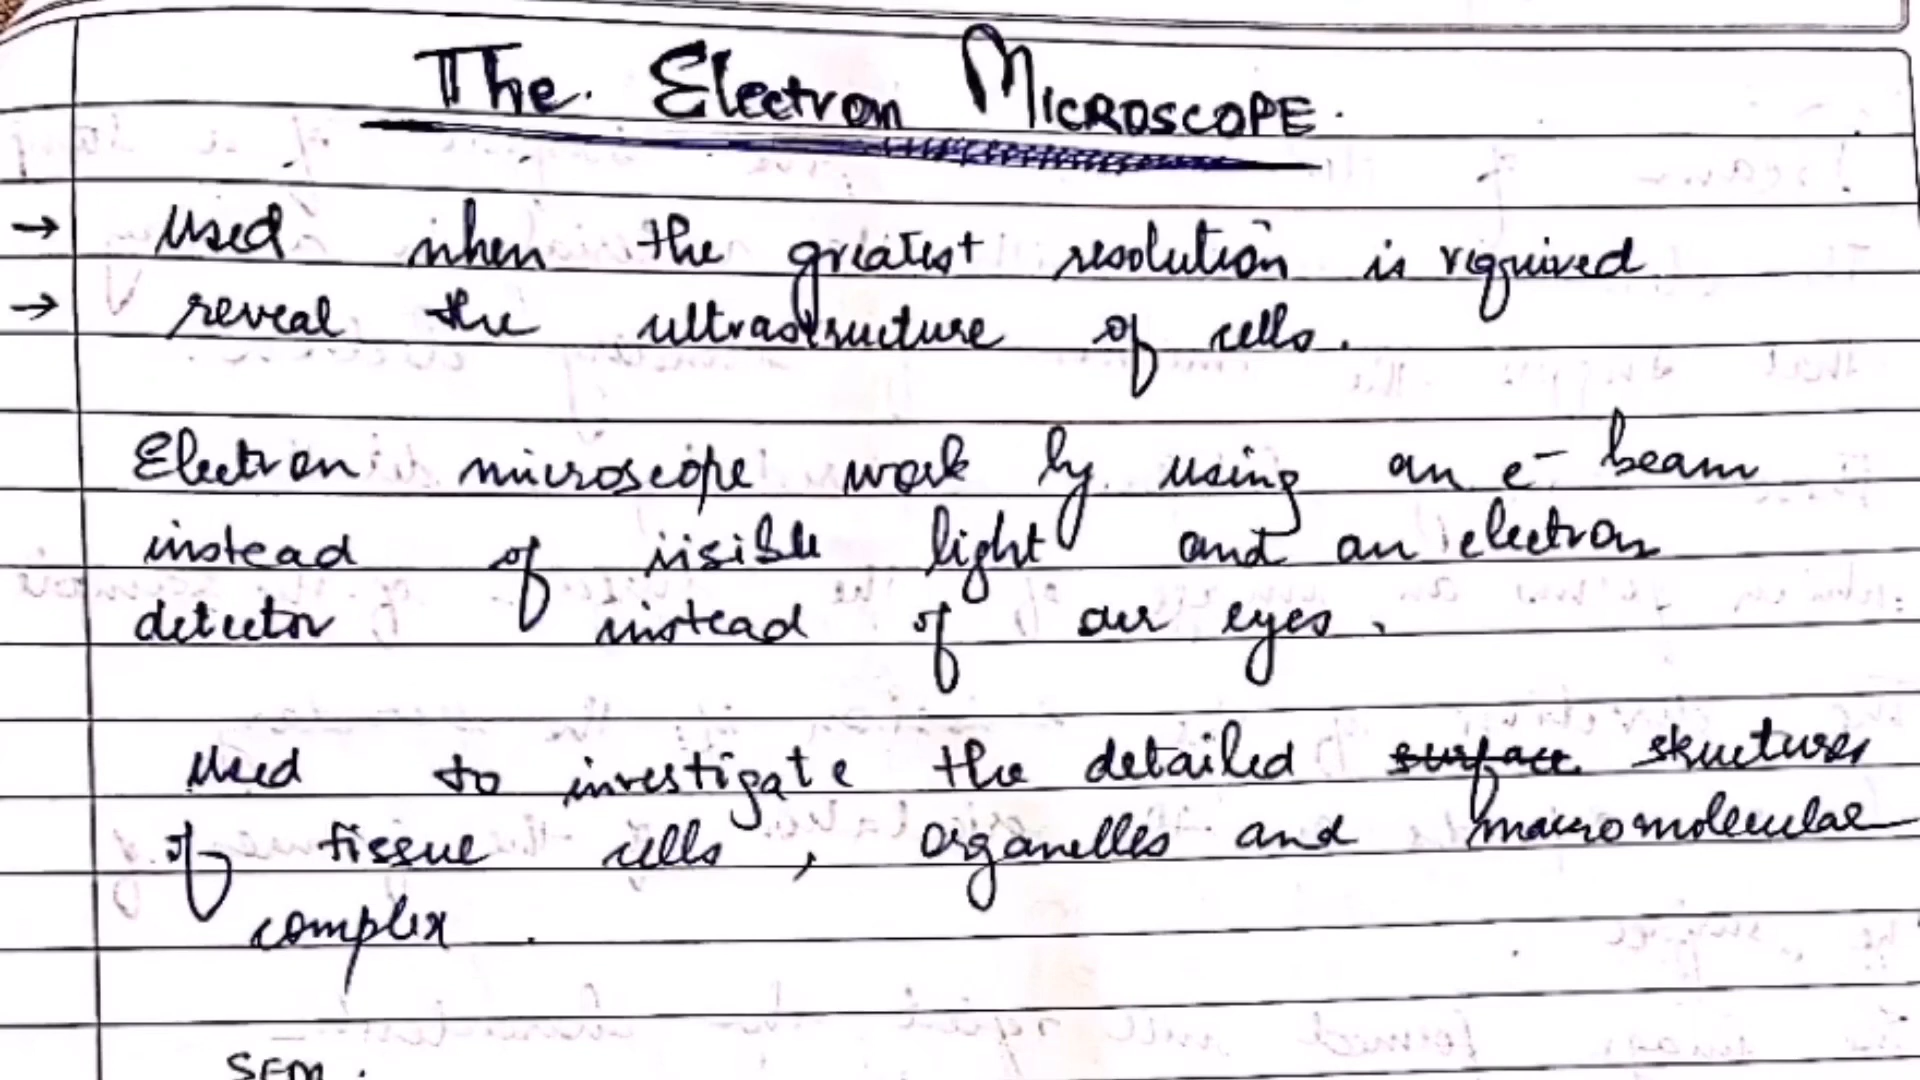 The Electron MICROSCOPE.
→ Used when the greatest resolution is required
→ reveal the ultrastructure of cells.
Electron microscope work by using an e⁻ beam
instead of visible light and an electron
detector instead of our eyes.
Used to investigate the detailed surface structures
of tissue cells, organelles and macromolecular
complex.
SEM.